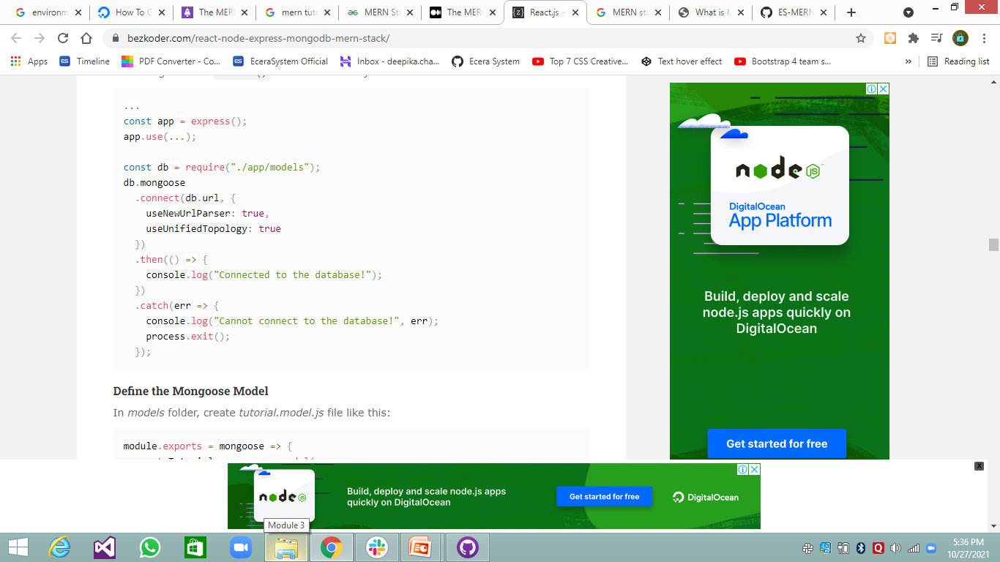 environm
How To G
The MERN
mern tuto
MERN Sta
The MERN
React.js -
MERN sta
What is M
ES-MERN
bezkoder.com/react-node-express-mongodb-mern-stack/
Apps
Timeline
PDF Converter - Co...
EceraSystem Official
Inbox - deepika.cha...
Ecera System
Top 7 CSS Creative...
Text hover effect
Bootstrap 4 team s...
»
Reading list
...
const app = express();
app.use(...);
const db = require("./app/models");
db.mongoose
.connect(db.url, {
useNewUrlParser: true,
useUnifiedTopology: true
})
.then(() => {
console.log("Connected to the database!");
})
.catch(err => {
console.log("Cannot connect to the database!", err);
process.exit();
});
Define the Mongoose Model
In models folder, create tutorial.model.js file like this:
module.exports = mongoose => {
node JS
DigitalOcean
App Platform
Build, deploy and scale
node.js apps quickly on
DigitalOcean
Get started for free
node JS
Build, deploy and scale node.js apps
quickly on DigitalOcean
Get started for free
DigitalOcean
Module 3
5:36 PM
10/27/2021